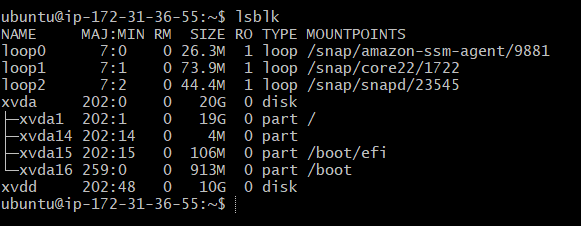 ubuntu@ip-172-31-36-55:~$ lsblk
NAME     MAJ:MIN RM   SIZE RO TYPE MOUNTPOINTS
loop0      7:0    0  26.3M  1 loop /snap/amazon-ssm-agent/9881
loop1      7:1    0  73.9M  1 loop /snap/core22/1722
loop2      7:2    0  44.4M  1 loop /snap/snapd/23545
xvda     202:0    0    20G  0 disk
├─xvda1  202:1    0    19G  0 part /
├─xvda14 202:14   0     4M  0 part
├─xvda15 202:15   0   106M  0 part /boot/efi
└─xvda16 259:0    0   913M  0 part /boot
xvdd     202:48   0    10G  0 disk
ubuntu@ip-172-31-36-55:~$